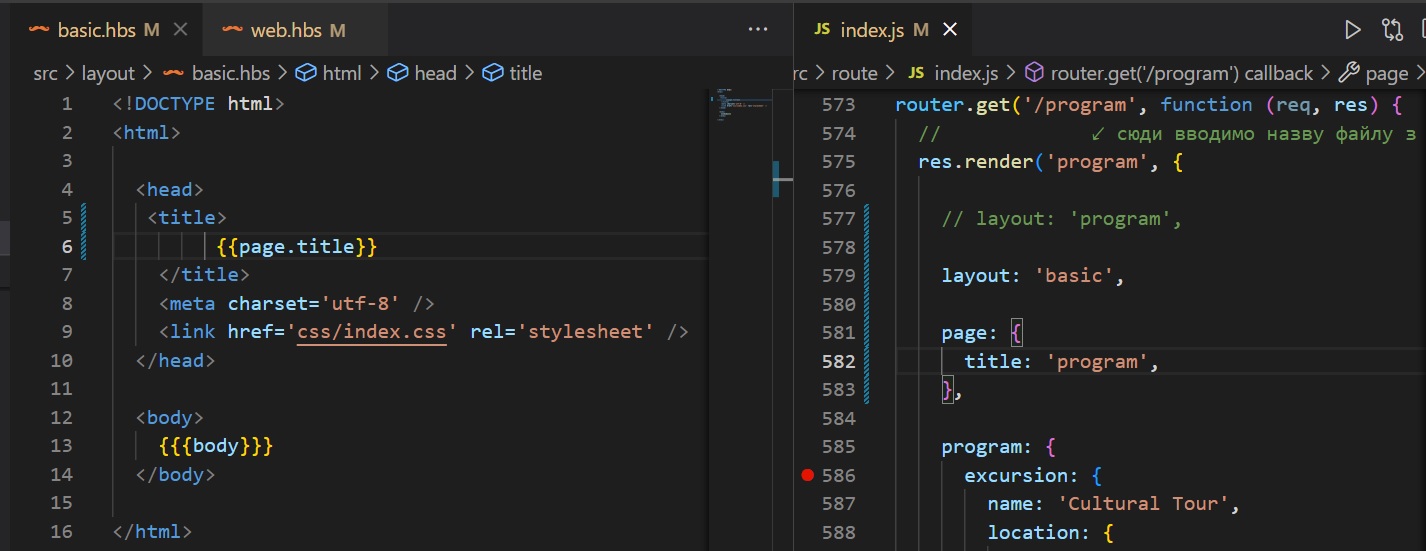 basic.hbs M
web.hbs M
src > layout > basic.hbs > html > head > title
1 <!DOCTYPE html>
2 <html>
3
4 <head>
5 <title>
6 {{page.title}}
7 </title>
8 <meta charset='utf-8' />
9 <link href='css/index.css' rel='stylesheet' />
10 </head>
11
12 <body>
13 {{{body}}}
14 </body>
15
16 </html>
JS index.js M
rc > route > JS index.js > router.get('/program') callback > page >
573 router.get('/program', function (req, res) {
574 // ↙ сюди вводимо назву файлу з
575 res.render('program', {
576
577 // layout: 'program',
578
579 layout: 'basic',
580
581 page: {
582 title: 'program',
583 },
584
585 program: {
586 excursion: {
587 name: 'Cultural Tour',
588 location: {